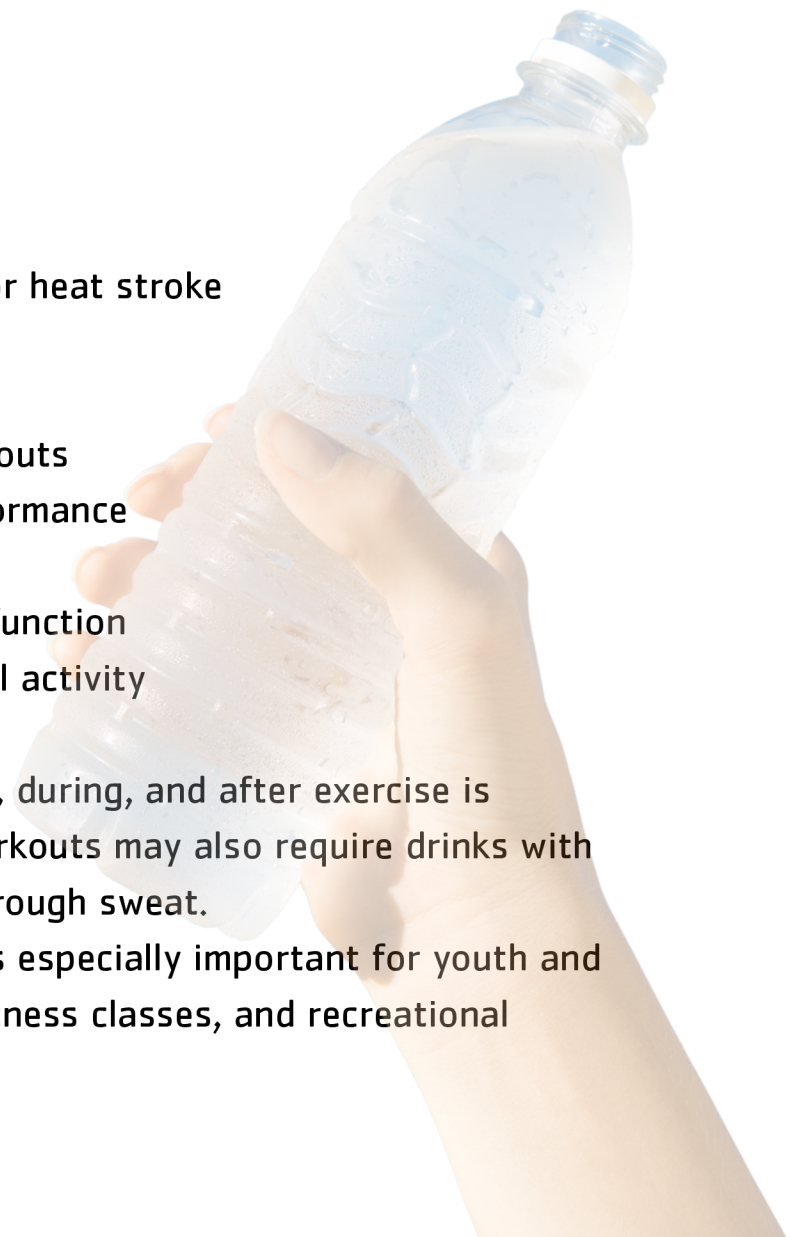 or heat stroke
outs
ormance
unction
l activity
, during, and after exercise is
rkouts may also require drinks with
rough sweat.
s especially important for youth and
ness classes, and recreational